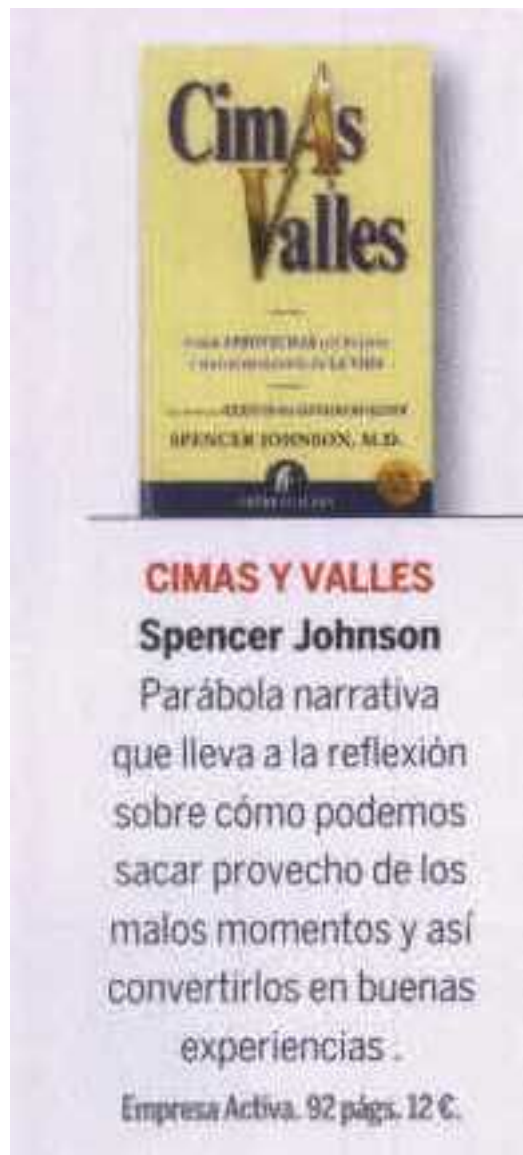 Cimas
Valles
SPENCER JOHNSON, M.D.
CIMAS Y VALLES
Spencer Johnson
Parábola narrativa
que lleva a la reflexión
sobre cómo podemos
sacar provecho de los
malos momentos y así
convertirlos en buenas
experiencias .
Empresa Activa. 92 págs. 12 €.